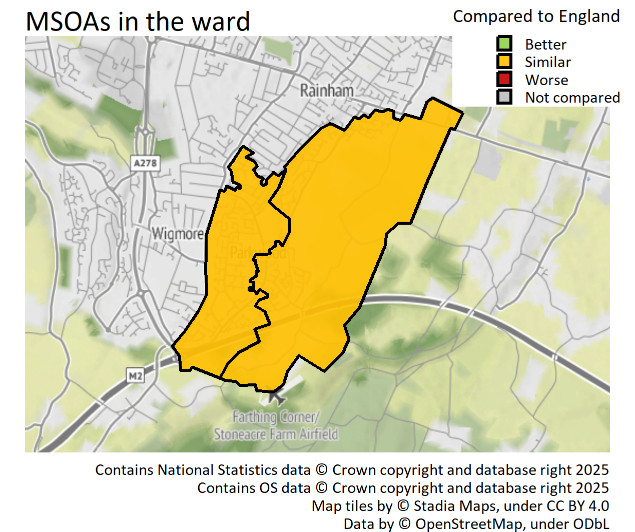 MSOAs in the ward
Compared to England
Better
Similar
Worse
Not compared
Rainham
A278
Wigmore
M2
Farthing Corner/
Stoneacre Farm Airfield
Contains National Statistics data © Crown copyright and database right 2025
Contains OS data © Crown copyright and database right 2025
Map tiles by © Stadia Maps, under CC BY 4.0
Data by © OpenStreetMap, under ODbL